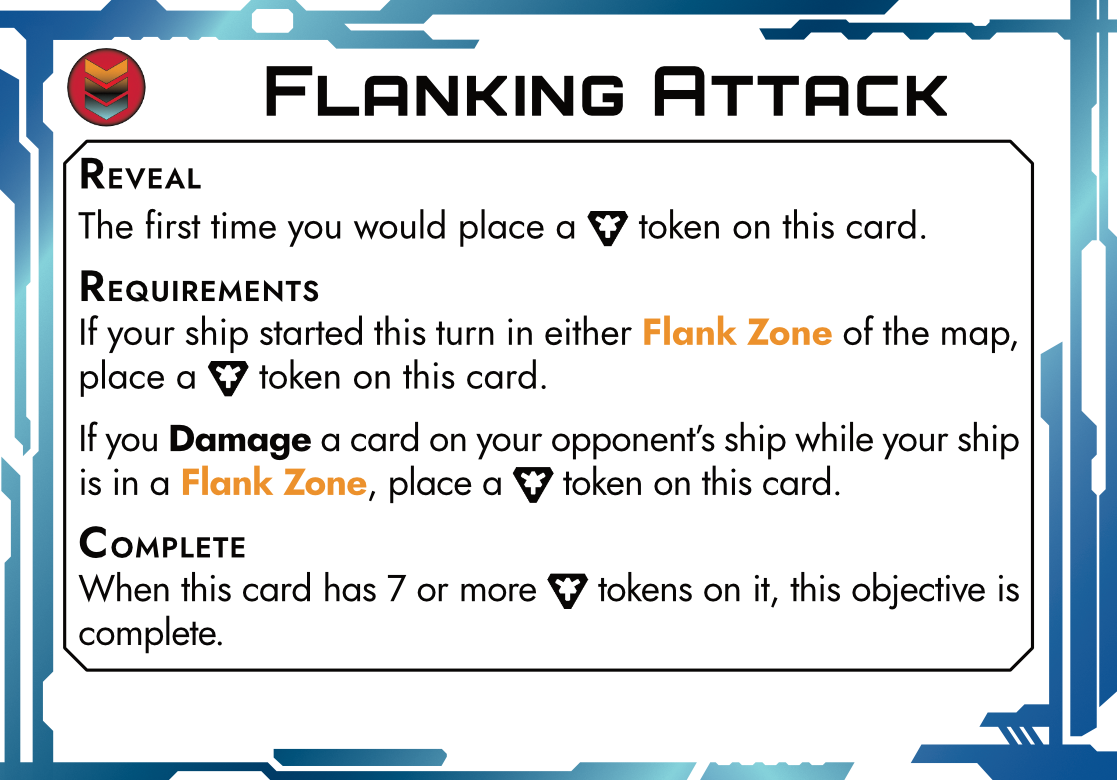 Flanking Attack
Reveal
The first time you would place a token on this card.
Requirements
If your ship started this turn in either Flank Zone of the map,
place a token on this card.
If you Damage a card on your opponent's ship while your ship
is in a Flank Zone, place a token on this card.
Complete
When this card has 7 or more tokens on it, this objective is
complete.